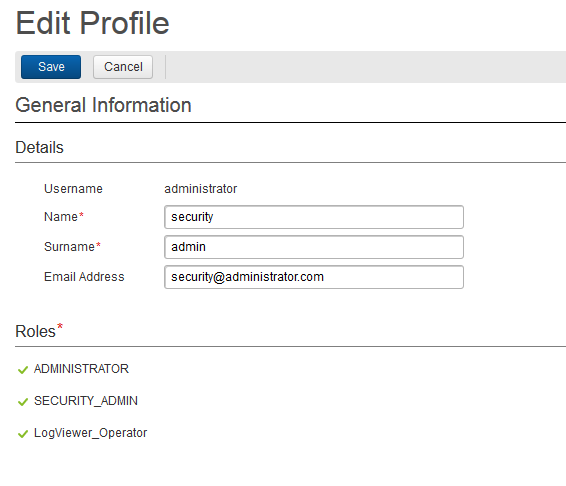 Edit Profile
Save Cancel
General Information
Details
Username administrator
Name* security
Surname* admin
Email Address security@administrator.com
Roles*
ADMINISTRATOR
SECURITY_ADMIN
LogViewer_Operator